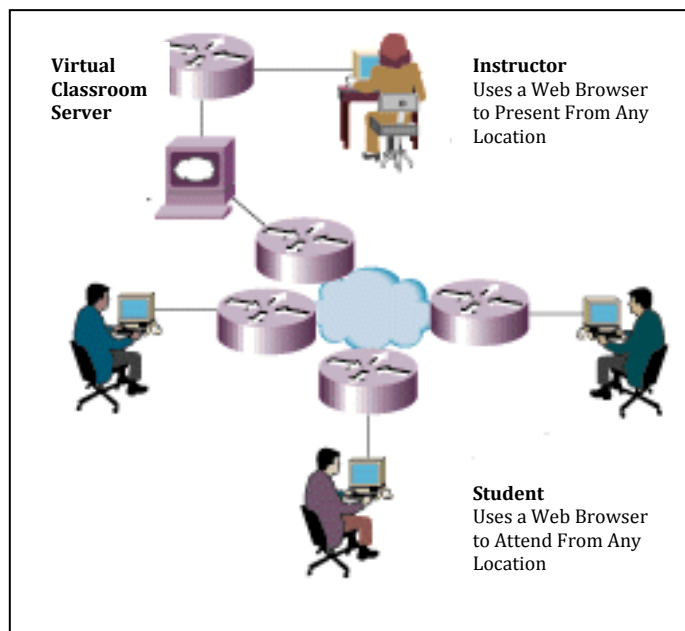 Virtual
Classroom
Server
Instructor
Uses a Web Browser
to Present From Any
Location
Student
Uses a Web Browser
to Attend From Any
Location